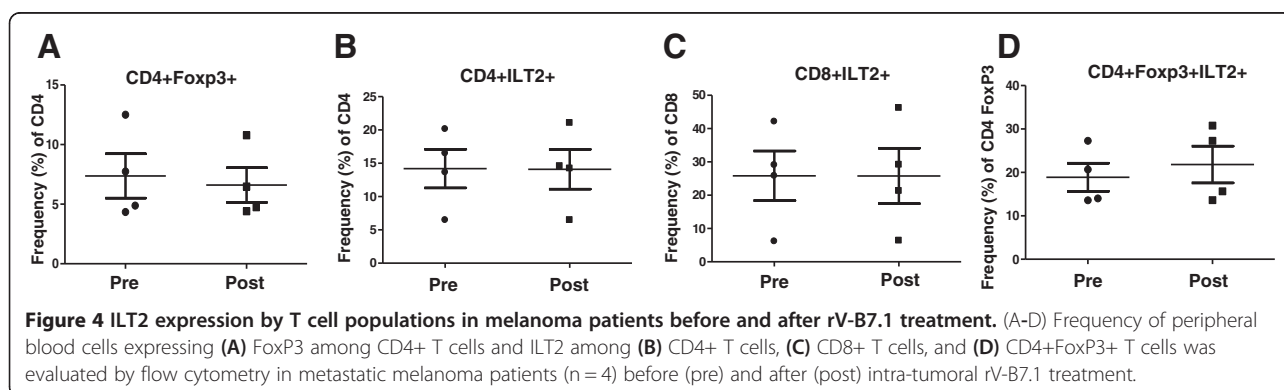 A
CD4+Foxp3+
Frequency (%) of CD4
15
10
5
0
Pre
Post
B
CD4+ILT2+
Frequency (%) of CD4
25
20
15
10
5
0
Pre
Post
C
CD8+ILT2+
Frequency (%) of CD8
50
40
30
20
10
0
Pre
Post
D
CD4+Foxp3+ILT2+
Frequency (%) of CD4 FoxP3
40
30
20
10
0
Pre
Post
Figure 4 ILT2 expression by T cell populations in melanoma patients before and after rV-B7.1 treatment. (A-D) Frequency of peripheral
blood cells expressing (A) FoxP3 among CD4+ T cells and ILT2 among (B) CD4+ T cells, (C) CD8+ T cells, and (D) CD4+FoxP3+ T cells was
evaluated by flow cytometry in metastatic melanoma patients (n = 4) before (pre) and after (post) intra-tumoral rV-B7.1 treatment.